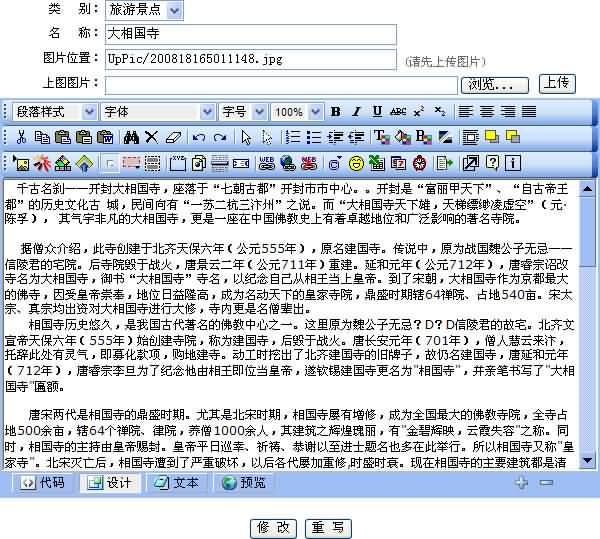 类 别: 旅游景点
名 称: 大相国寺
图片位置: UpPic/200818165011148.jpg (请先上传图片)
上图图片: 浏览... 上传
段落样式 字体 字号 100% B I U ABC x² x₂
千古名刹——开封大相国寺，座落于“七朝古都”开封市市中心。。开封是“富丽甲天下”、“自古帝王
都”的历史文化古 城，民间向有“一苏二杭三汴州”之说。而“大相国寺天下雄，天梯缥缈凌虚空”（元·
陈孚），其气宇非凡的大相国寺，更是一座在中国佛教史上有着卓越地位和广泛影响的著名寺院。
据僧众介绍，此寺创建于北齐天保六年（公元555年），原名建国寺。传说中，原为战国魏公子无忌——
信陵君的宅院。后寺院毁于战火，唐景云二年（公元711年）重建。延和元年（公元712年），唐睿宗诏改
寺名为大相国寺，御书“大相国寺”寺名，以纪念自己从相王当上皇帝。到了宋朝，大相国寺作为京都最大
的佛寺，因受皇帝崇奉，地位日益隆高，成为名动天下的皇家寺院，鼎盛时期辖64禅院、占地540亩。宋太
宗、真宗均出资对大相国寺进行大修，寺内更是名僧辈出。
相国寺历史悠久，是我国古代著名的佛教中心之一。这里原为魏公子无忌？D？D信陵君的故宅。北齐文
宣帝天保六年（555年）始创建寺院，称为建国寺，后毁于战火。唐长安元年（701年），僧人慧云来汴，
托辞此处有灵气，即募化款项，购地建寺。动工时挖出了北齐建国寺的旧牌子，故仍名建国寺，唐延和元年
（712年），唐睿宗李旦为了纪念他由相王即位当皇帝，遂钦锡建国寺更名为"相国寺"，并亲笔书写了"大相
国寺"匾额。
唐宋两代是相国寺的鼎盛时期。尤其是北宋时期，相国寺屡有增修，成为全国最大的佛教寺院，全寺占
地500余亩，辖64个禅院、律院，养僧1000余人，其建筑之辉煌瑰丽，有"金碧辉映，云霞失容"之称。同
时，相国寺的主持由皇帝赐封。皇帝平日巡幸、祈祷、恭谢以至进士题名也多在此举行。所以相国寺又称"皇
家寺"。北宋灭亡后，相国寺遭到了严重破坏，以后名代屡加重修,时盛时衰。现在相国寺的主要建筑都是清
代码 设计 文本 预览
修 改 重 写